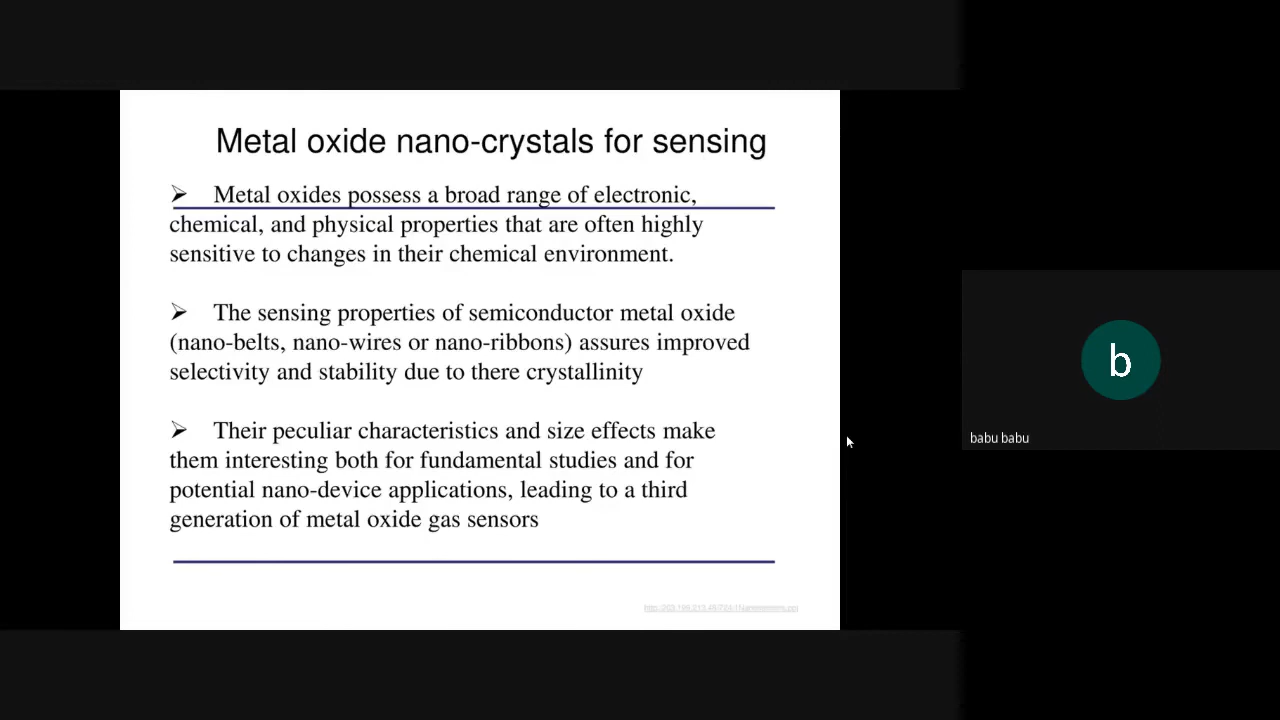 Metal oxide nano-crystals for sensing
➢ Metal oxides possess a broad range of electronic,
chemical, and physical properties that are often highly
sensitive to changes in their chemical environment.
➢ The sensing properties of semiconductor metal oxide
(nano-belts, nano-wires or nano-ribbons) assures improved
selectivity and stability due to there crystallinity
➢ Their peculiar characteristics and size effects make
them interesting both for fundamental studies and for
potential nano-device applications, leading to a third
generation of metal oxide gas sensors
b
babu babu